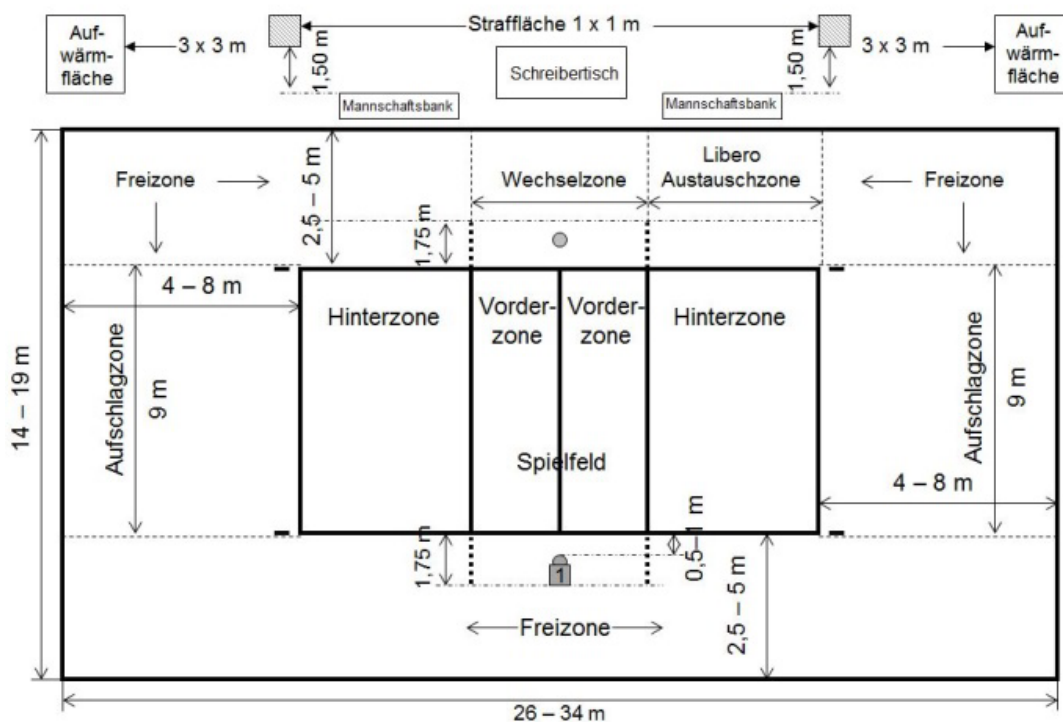 Auf-
wärm-
fläche
3 x 3 m
Straffläche 1 x 1 m
3 x 3 m
Auf-
wärm-
fläche
1,50 m
Schreibertisch
1,50 m
Mannschaftsbank
Mannschaftsbank
Freizone
2,5 – 5 m
Wechselzone
Libero
Austauschzone
Freizone
1,75 m
4 – 8 m
Hinterzone
Vorder-
zone
Vorder-
zone
Hinterzone
14 – 19 m
Aufschlagzone
9 m
Spielfeld
9 m
Aufschlagzone
4 – 8 m
1,75 m
1
0,5–1 m
Freizone
2,5 – 5 m
26 – 34 m